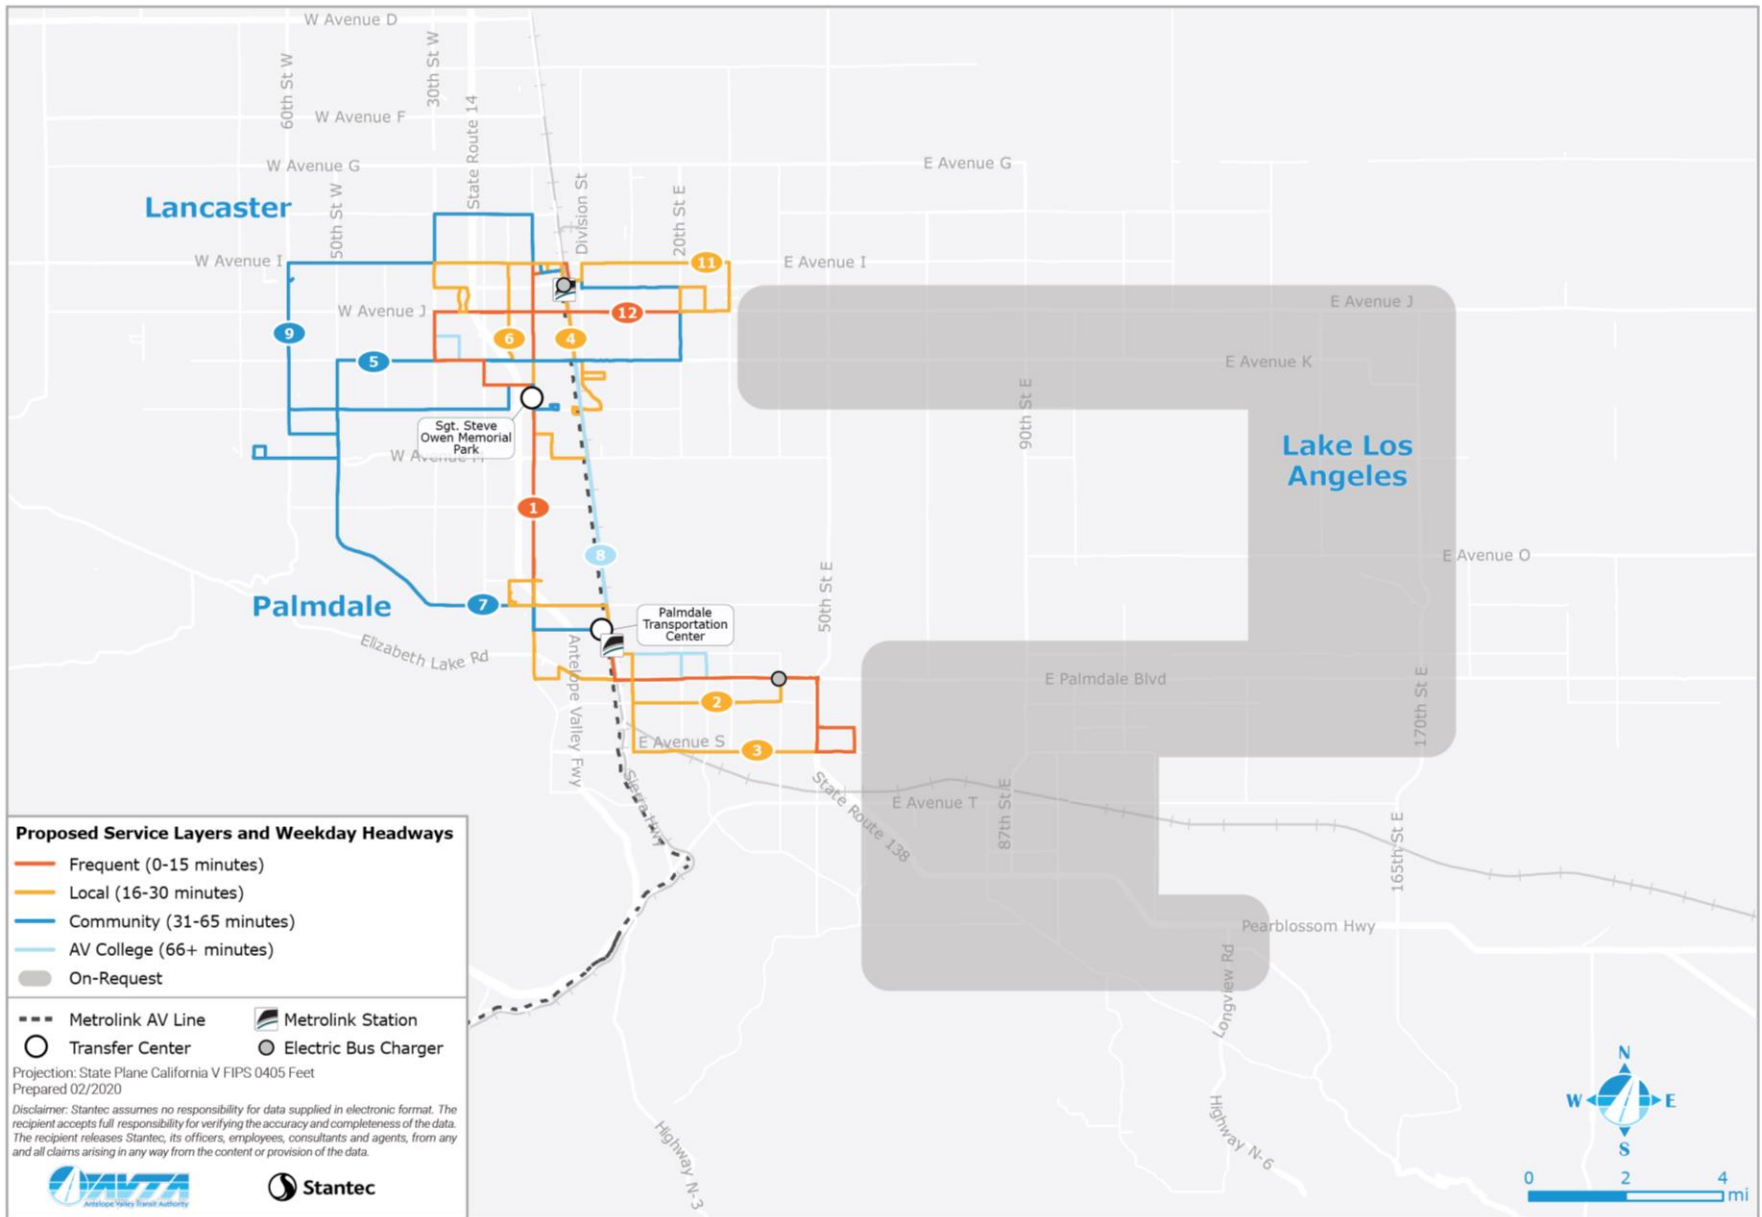 W Avenue D
60th St W
30th St W
State Route 14
W Avenue F
W Avenue G
E Avenue G
Division St
50th St W
20th St E
Lancaster
W Avenue I
11
E Avenue I
W Avenue J
12
E Avenue J
9
6
4
5
E Avenue K
90th St E
Sgt. Steve
Owen Memorial
Park
W Avenue M
Lake Los
Angeles
1
8
E Avenue O
50th St E
Palmdale
7
Palmdale
Transportation
Center
Elizabeth Lake Rd
Antelope Valley Fwy
E Palmdale Blvd
170th St E
2
E Avenue S
3
Sierra Hwy
State Route 138
E Avenue T
87th St E
165th St E
Pearblossom Hwy
Longview Rd
Highway N-6
Highway N-3
Proposed Service Layers and Weekday Headways
Frequent (0-15 minutes)
Local (16-30 minutes)
Community (31-65 minutes)
AV College (66+ minutes)
On-Request
Metrolink AV Line
Metrolink Station
Transfer Center
Electric Bus Charger
Projection: State Plane California V FIPS 0405 Feet
Prepared 02/2020
Disclaimer: Stantec assumes no responsibility for data supplied in electronic format. The
recipient accepts full responsibility for verifying the accuracy and completeness of the data.
The recipient releases Stantec, its officers, employees, consultants and agents, from any
and all claims arising in any way from the content or provision of the data.
AVTA
Antelope Valley Transit Authority
Stantec
N
W E
S
0 2 4
mi